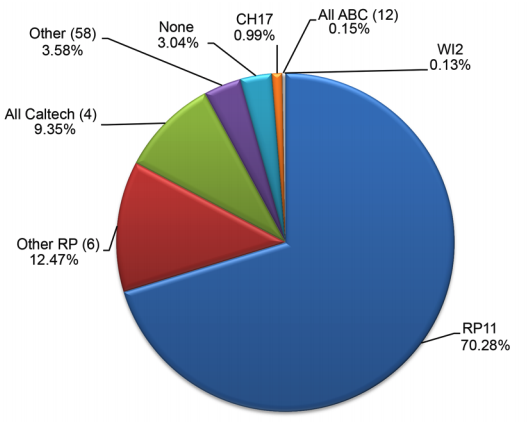 CH17
0.99%
All ABC (12)
0.15%
None
3.04%
Other (58)
3.58%
WI2
0.13%
All Caltech (4)
9.35%
Other RP (6)
12.47%
RP11
70.28%